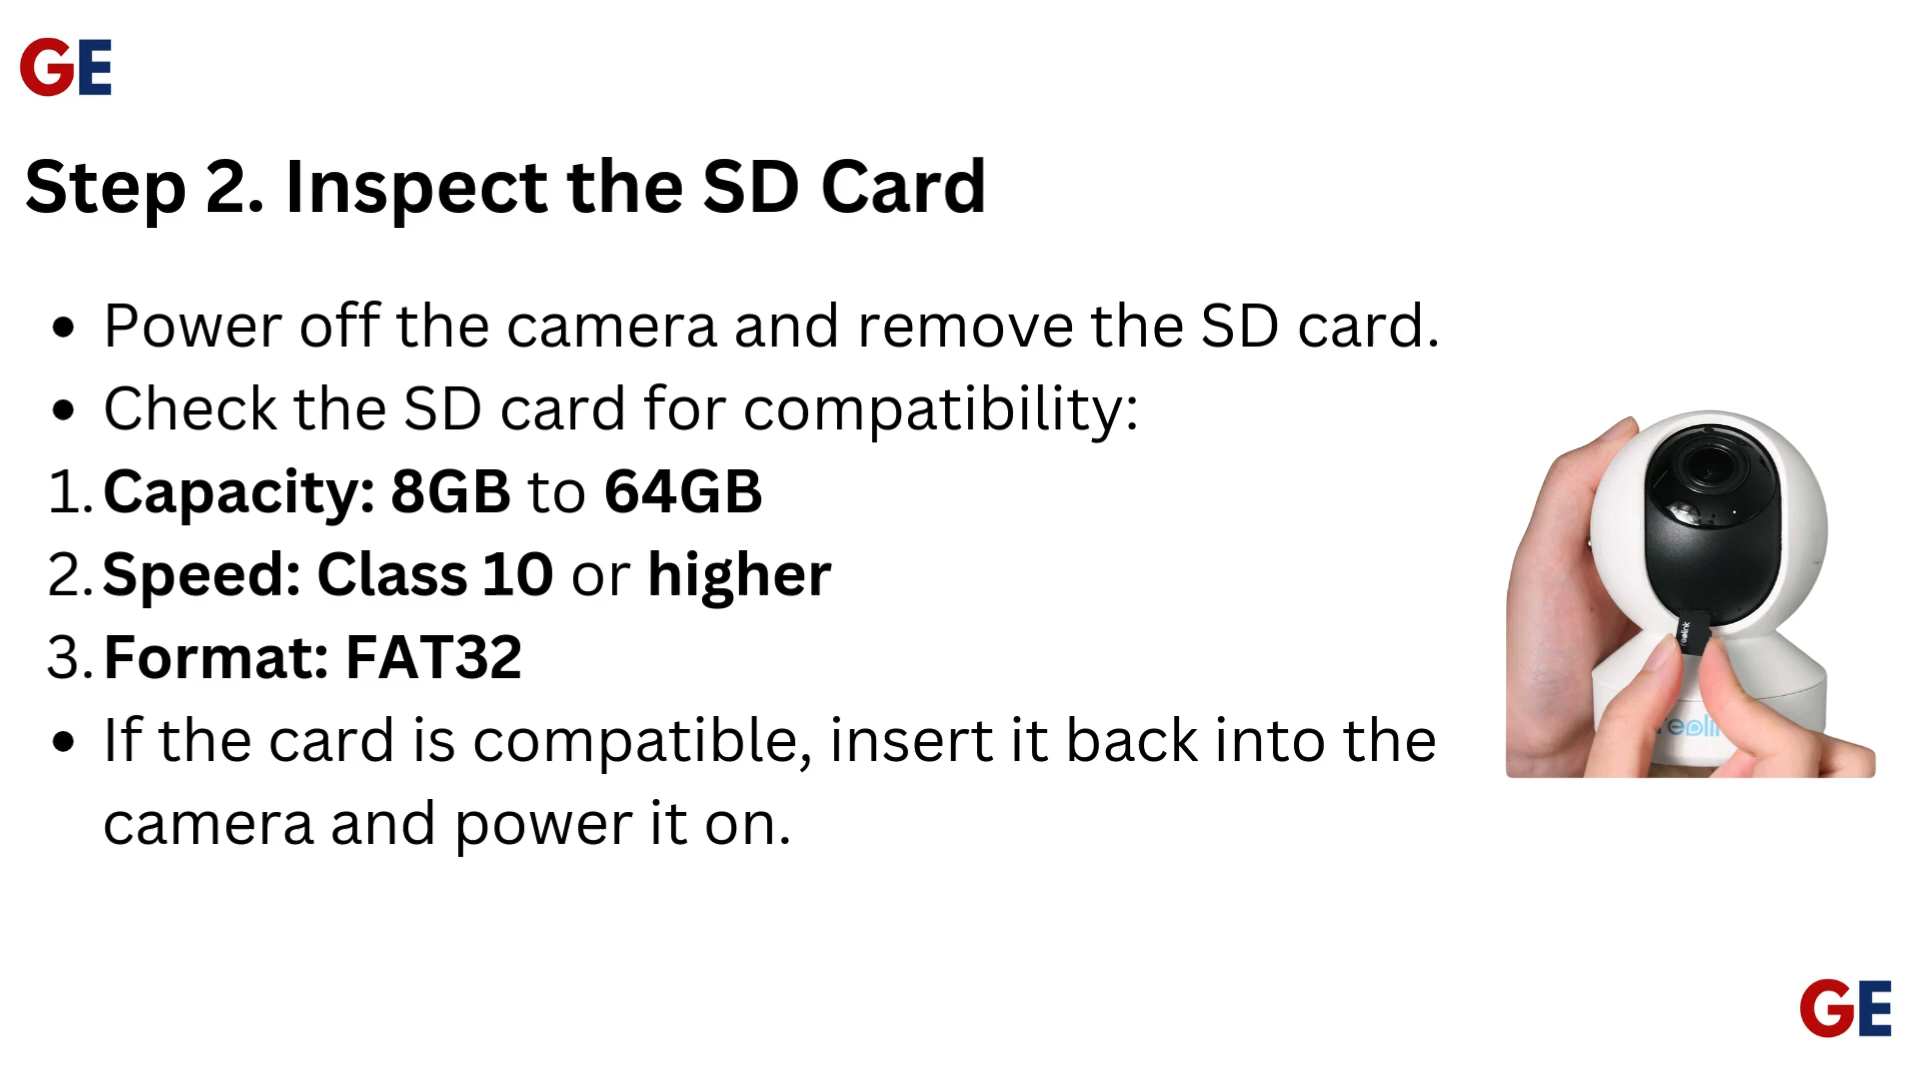 GE
Step 2. Inspect the SD Card
• Power off the camera and remove the SD card.
• Check the SD card for compatibility:
1. Capacity: 8GB to 64GB
2. Speed: Class 10 or higher
3. Format: FAT32
• If the card is compatible, insert it back into the
camera and power it on.
reolink
GE